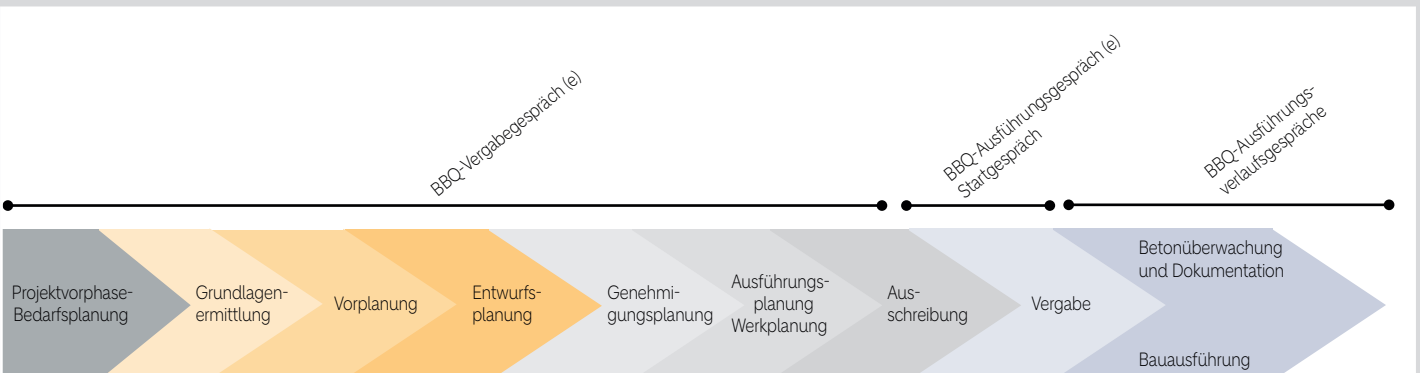 BBQ-Vergabegespräch (e)
BBQ-Ausführungsgespräch (e)
Startgespräch
BBQ-Ausführungs-
verlaufsgespräche
Projektvorphase-
Bedarfsplanung
Grundlagen-
ermittlung
Vorplanung
Entwurfs-
planung
Genehmi-
gungsplanung
Ausführungs-
planung
Werkplanung
Aus-
schreibung
Vergabe
Betonüberwachung
und Dokumentation
Bauausführung